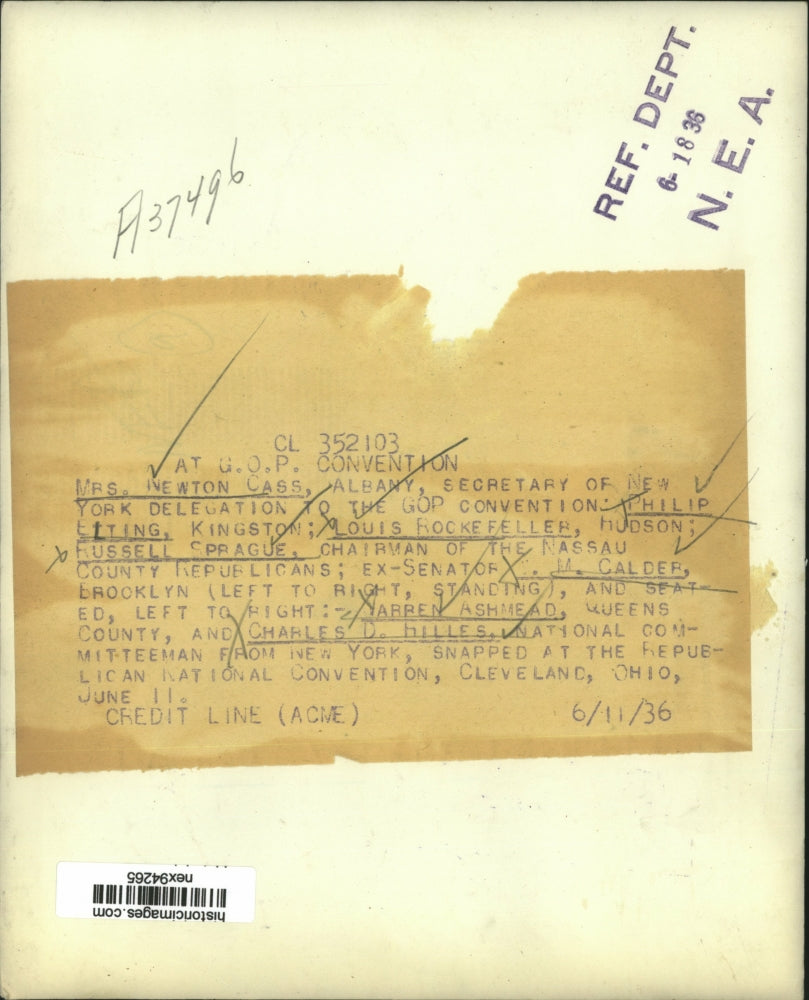 REF. DEPT.
6-18 36
N. E. A.
A37496
CL 352103
AT G.O.P. CONVENTION
MRS. NEWTON CASS, ALBANY, SECRETARY OF NEW
YORK DELEGATION TO THE GOP CONVENTION: PHILIP
ELTING, KINGSTON; LOUIS ROCKEFELLER, HUDSON;
RUSSELL SPRAGUE, CHAIRMAN OF THE NASSAU
COUNTY REPUBLICANS; EX-SENATOR M. CALDER,
BROOKLYN (LEFT TO RIGHT, STANDING), AND SEAT-
ED, LEFT TO RIGHT:- WARREN ASHMEAD, QUEENS
COUNTY, AND CHARLES D. HILLES, NATIONAL COM-
MITTEEMAN FROM NEW YORK, SNAPPED AT THE REPUB-
LICAN NATIONAL CONVENTION, CLEVELAND, OHIO,
JUNE 11.
CREDIT LINE (ACME) 6/11/36
historicimages.com
nex94265